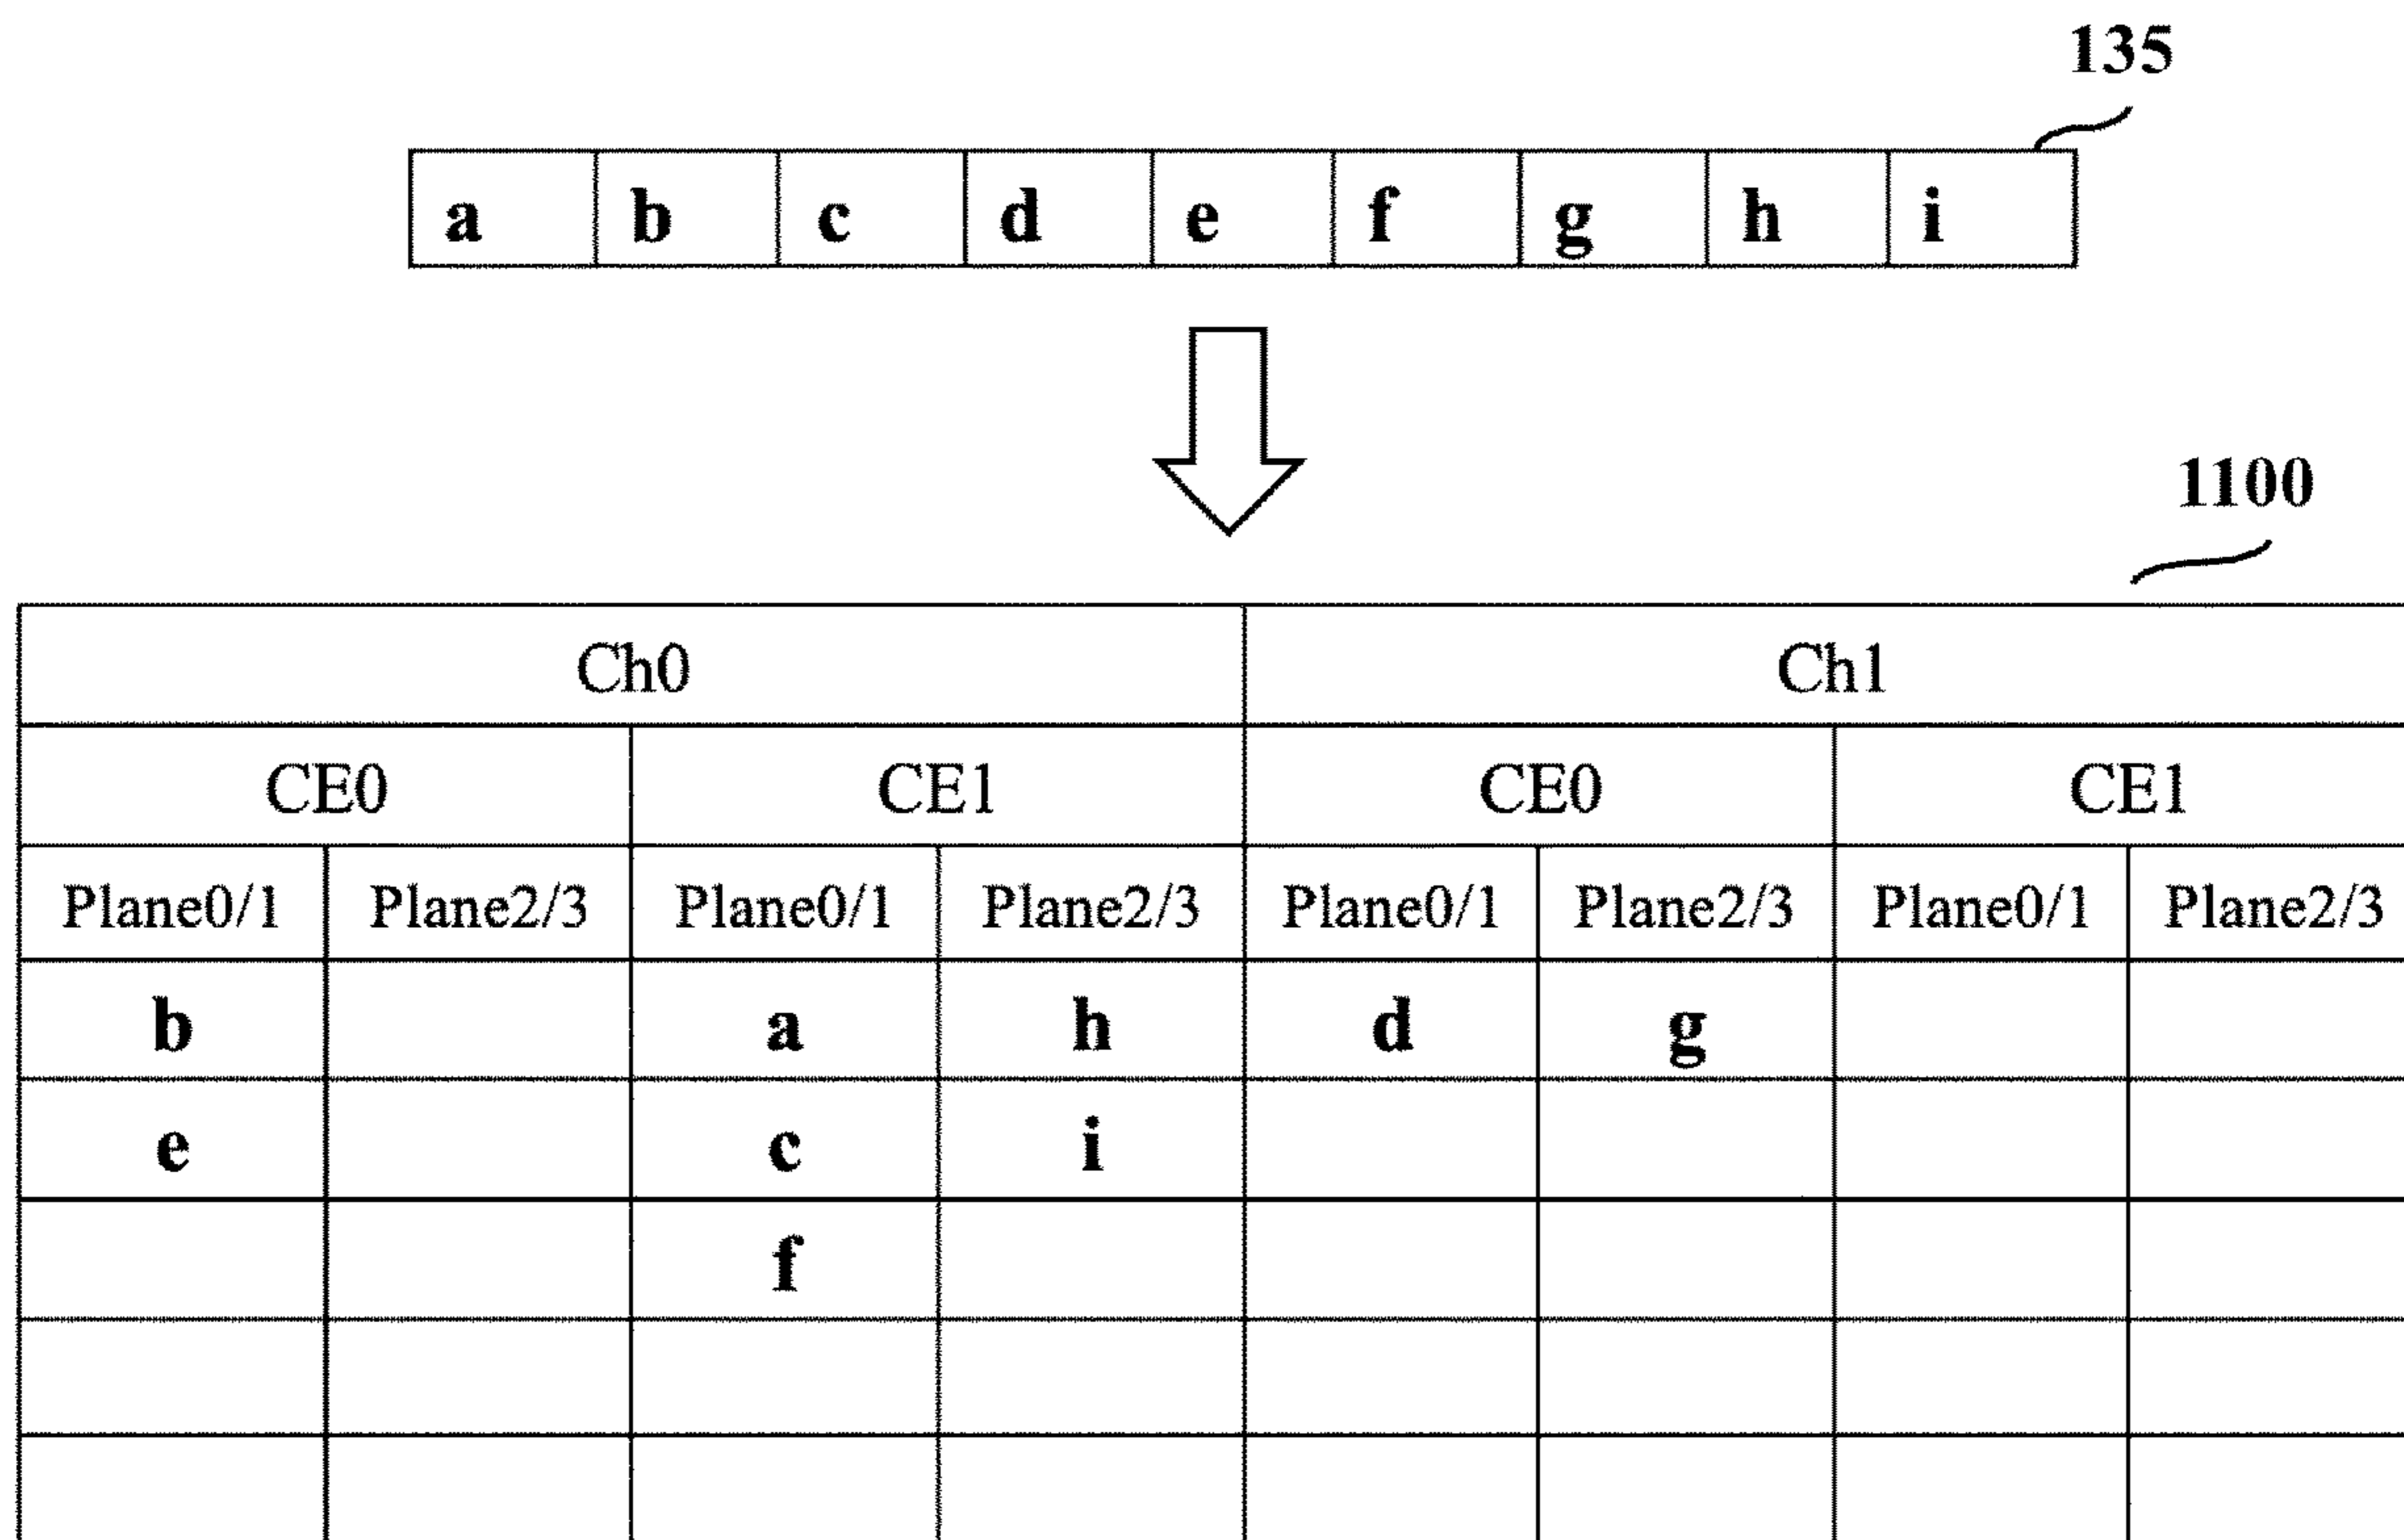 135
a b c d e f g h i
1100
Ch0 Ch1
CE0 CE1 CE0 CE1
Plane0/1 Plane2/3 Plane0/1 Plane2/3 Plane0/1 Plane2/3 Plane0/1 Plane2/3
b a h d g
e c i
f